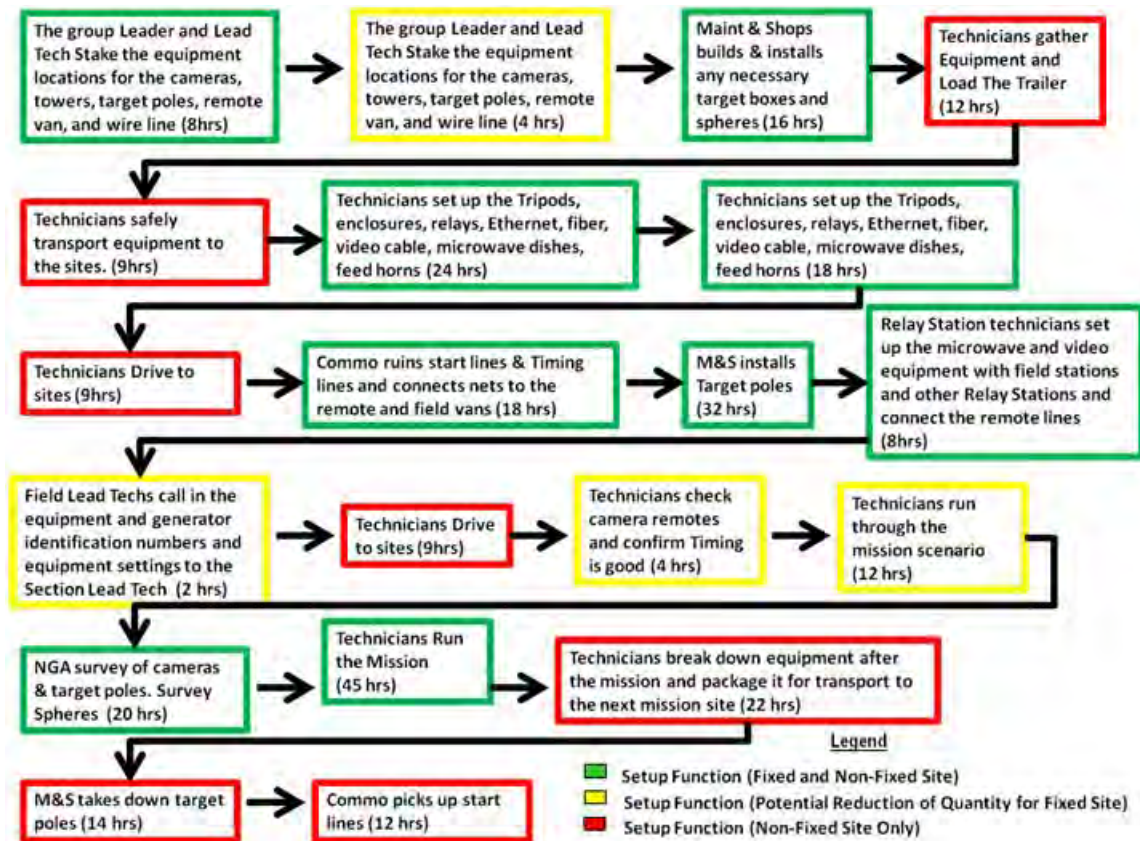 The group Leader and Lead
Tech Stake the equipment
locations for the cameras,
towers, target poles, remote
van, and wire line (8hrs)
The group Leader and Lead
Tech Stake the equipment
locations for the cameras,
towers, target poles, remote
van, and wire line (4 hrs)
Maint & Shops
builds & installs
any necessary
target boxes and
spheres (16 hrs)
Technicians gather
Equipment and
Load The Trailer
(12 hrs)
Technicians safely
transport equipment to
the sites. (9hrs)
Technicians set up the Tripods,
enclosures, relays, Ethernet, fiber,
video cable, microwave dishes,
feed horns (24 hrs)
Technicians set up the Tripods,
enclosures, relays, Ethernet, fiber,
video cable, microwave dishes,
feed horns (18 hrs)
Technicians Drive to
sites (9hrs)
Commo ruins start lines & Timing
lines and connects nets to the
remote and field vans (18 hrs)
M&S installs
Target poles
(32 hrs)
Relay Station technicians set
up the microwave and video
equipment with field stations
and other Relay Stations and
connect the remote lines
(8hrs)
Field Lead Techs call in the
equipment and generator
identification numbers and
equipment settings to the
Section Lead Tech (2 hrs)
Technicians Drive
to sites (9hrs)
Technicians check
camera remotes
and confirm Timing
is good (4 hrs)
Technicians run
through the
mission scenario
(12 hrs)
NGA survey of cameras
& target poles. Survey
Spheres (20 hrs)
Technicians Run
the Mission
(45 hrs)
Technicians break down equipment after
the mission and package it for transport to
the next mission site (22 hrs)
M&S takes down target
poles (14 hrs)
Commo picks up start
lines (12 hrs)
Legend
Setup Function (Fixed and Non-Fixed Site)
Setup Function (Potential Reduction of Quantity for Fixed Site)
Setup Function (Non-Fixed Site Only)